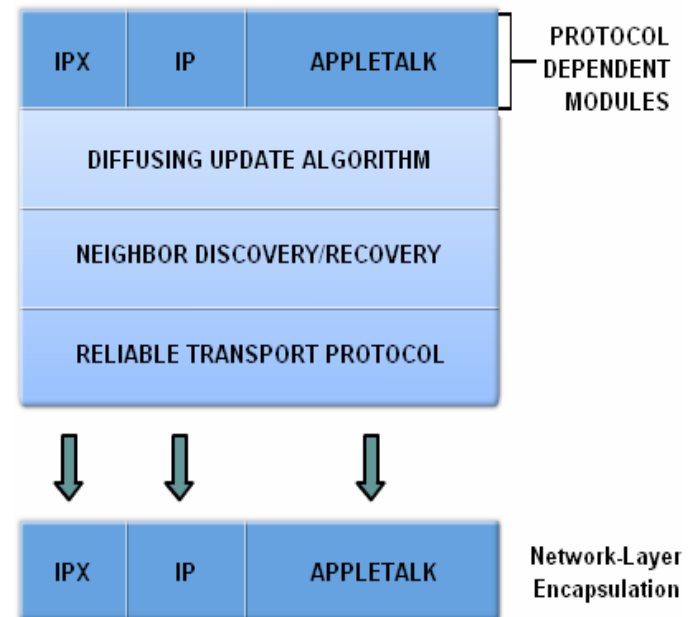 IPX IP APPLETALK
PROTOCOL
DEPENDENT
MODULES
DIFFUSING UPDATE ALGORITHM
NEIGHBOR DISCOVERY/RECOVERY
RELIABLE TRANSPORT PROTOCOL
IPX IP APPLETALK
Network-Layer
Encapsulation